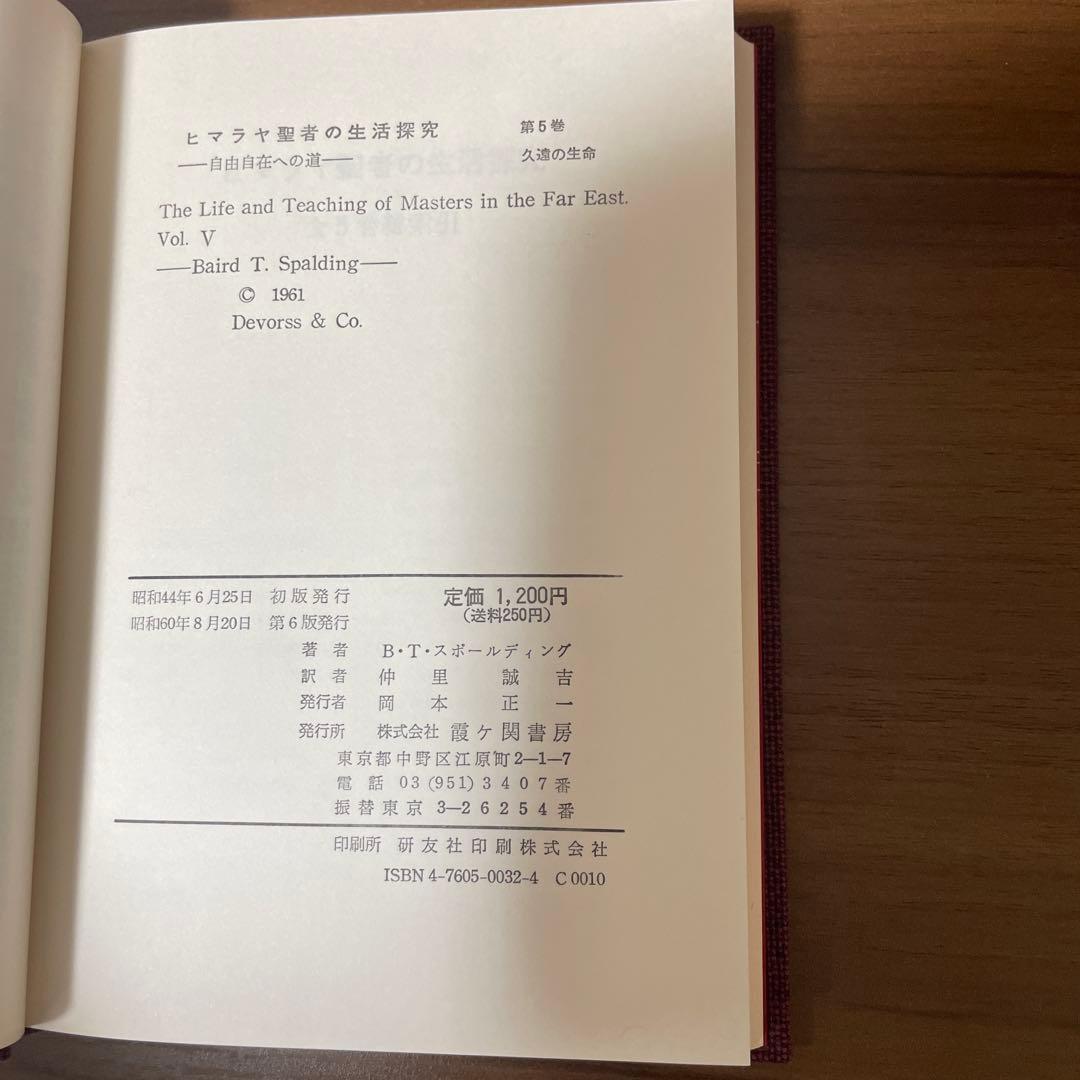 ヒマラヤ聖者の生活探究 第5巻
——自由自在への道—— 久遠の生命
The Life and Teaching of Masters in the Far East.
Vol. V
——Baird T. Spalding——
© 1961
Devorss & Co.
昭和44年6月25日 初版発行 定価 1,200円
(送料250円)
昭和60年8月20日 第6版発行
著者 B・T・スポールディング
訳者 仲里誠吉
発行者 岡本正一
発行所 株式会社 霞ケ関書房
東京都中野区江原町2—1—7
電話 03 (951) 3407番
振替東京 3—26254番
印刷所 研友社印刷株式会社
ISBN 4-7605-0032-4 C 0010